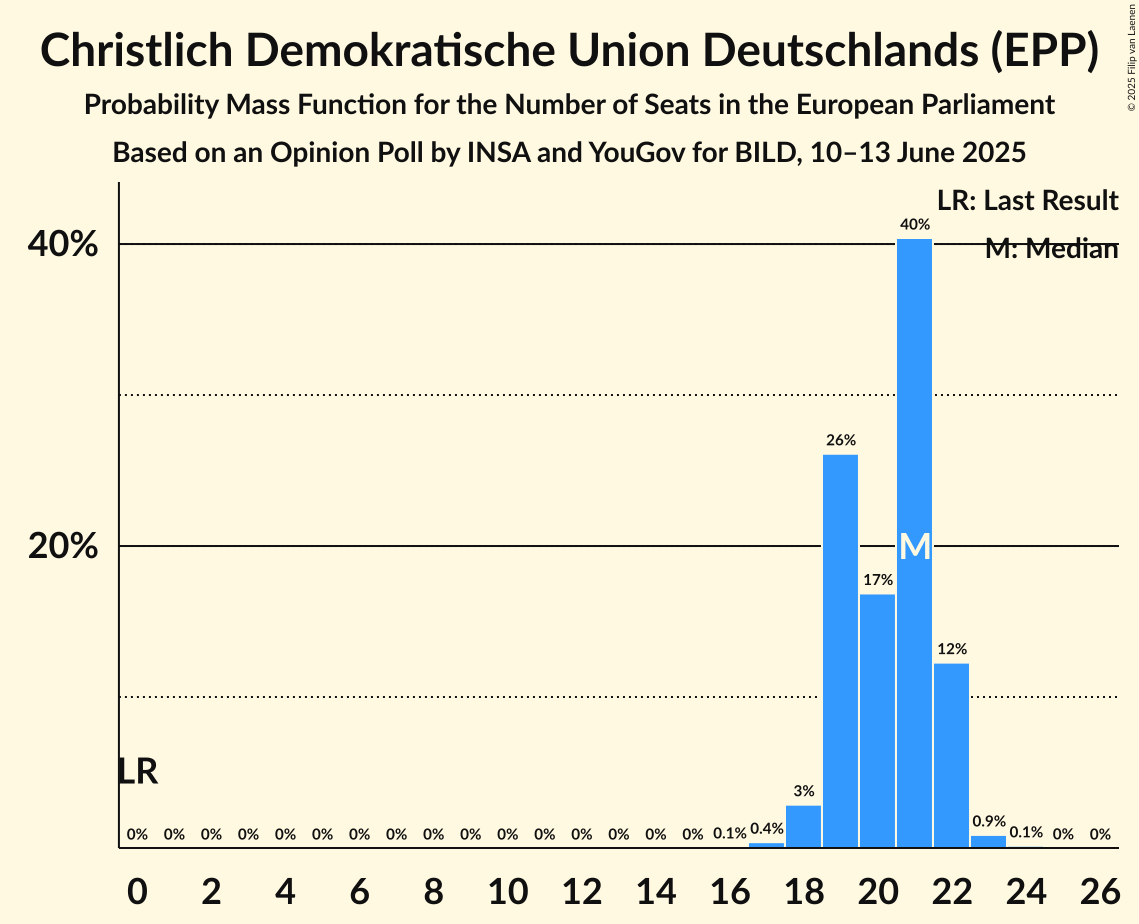 Christlich Demokratische Union Deutschlands (EPP)
Probability Mass Function for the Number of Seats in the European Parliament
Based on an Opinion Poll by INSA and YouGov for BILD, 10–13 June 2025
© 2025 Filip van Laenen
LR: Last Result
M: Median
40%
20%
40%
26%
M
17%
12%
LR
3%
0% 0% 0% 0% 0% 0% 0% 0% 0% 0% 0% 0% 0% 0% 0% 0% 0.1% 0.4% 0.9% 0.1% 0% 0%
0 2 4 6 8 10 12 14 16 18 20 22 24 26